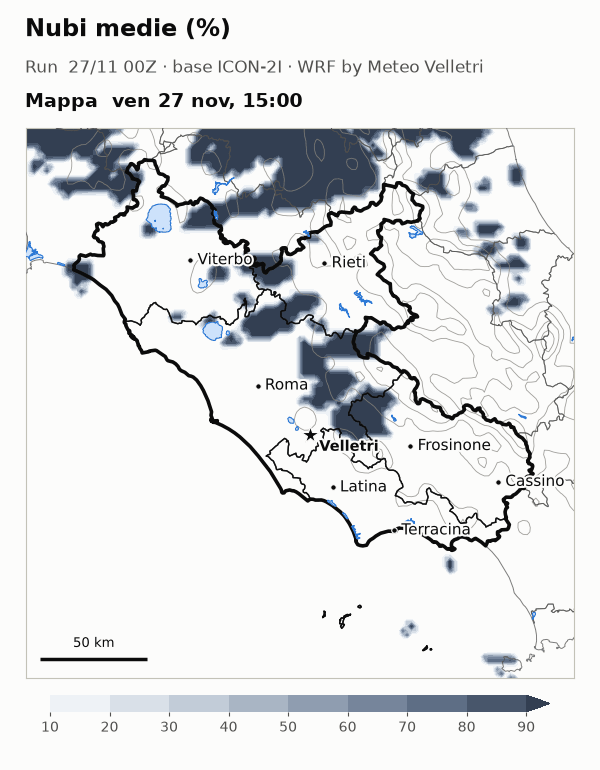 Nubi medie (%)
Run  27/11 00Z · base ICON-2I · WRF by Meteo Velletri
Mappa  ven 27 nov, 15:00
Viterbo
Rieti
Roma
Velletri
Frosinone
Latina
Cassino
Terracina
50 km
10 20 30 40 50 60 70 80 90